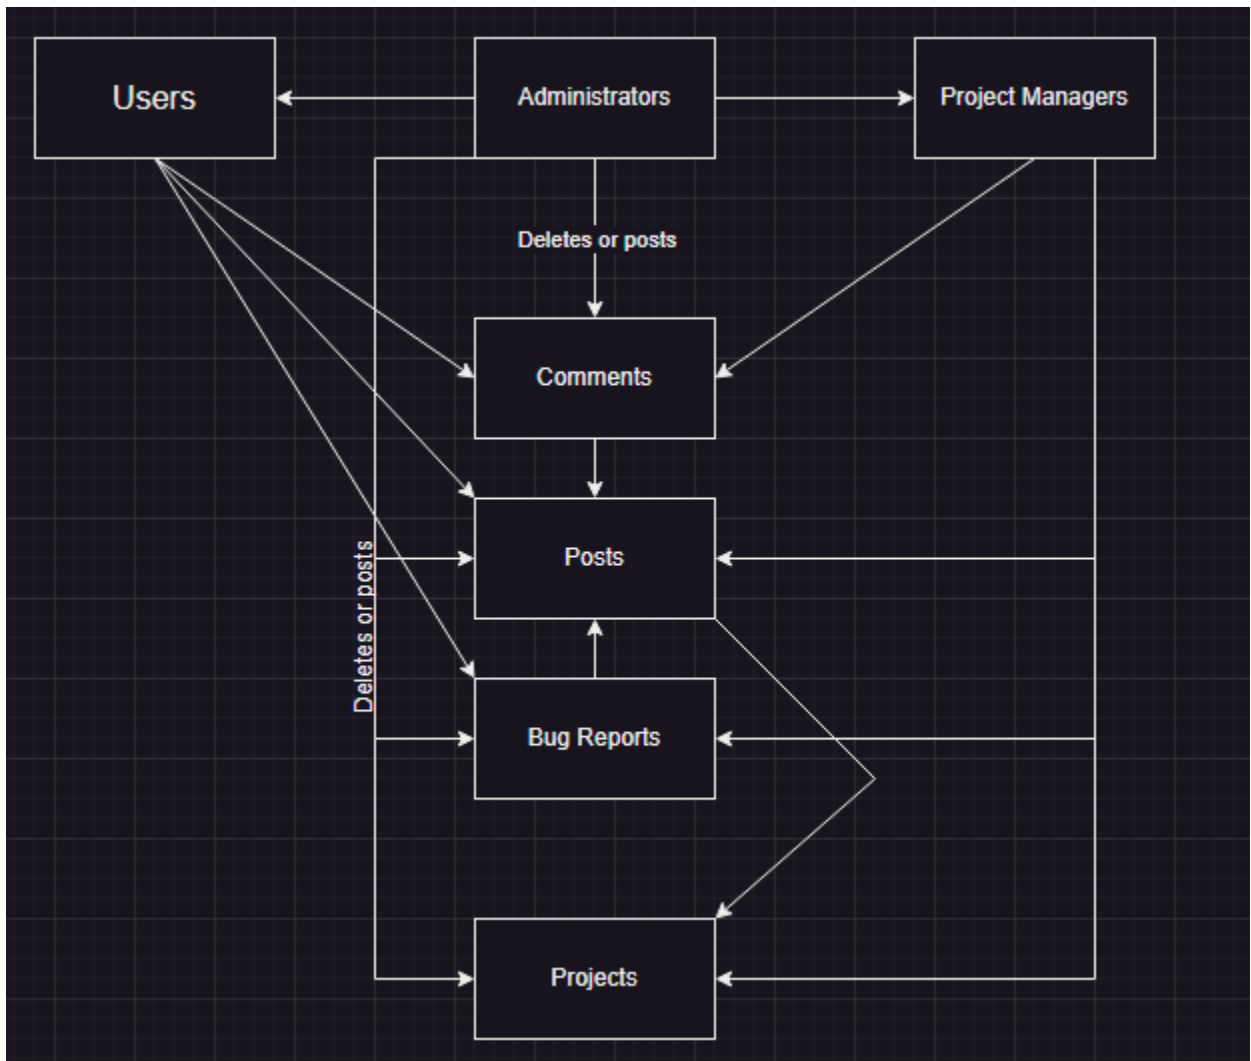 Users
Administrators
Project Managers
Deletes or posts
Comments
Posts
Deletes or posts
Bug Reports
Projects